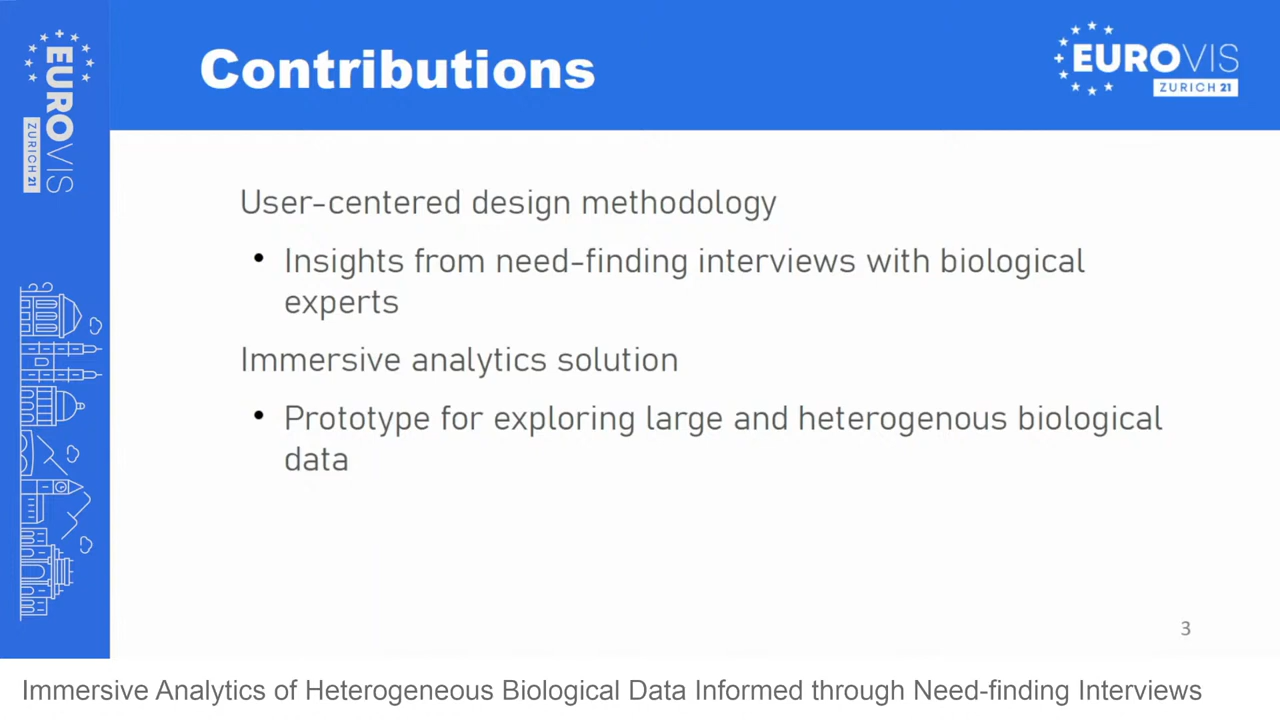 EUROVIS
ZURICH 21
Contributions
EUROVIS
ZURICH 21
User-centered design methodology
• Insights from need-finding interviews with biological
experts
Immersive analytics solution
• Prototype for exploring large and heterogenous biological
data
3
Immersive Analytics of Heterogeneous Biological Data Informed through Need-finding Interviews